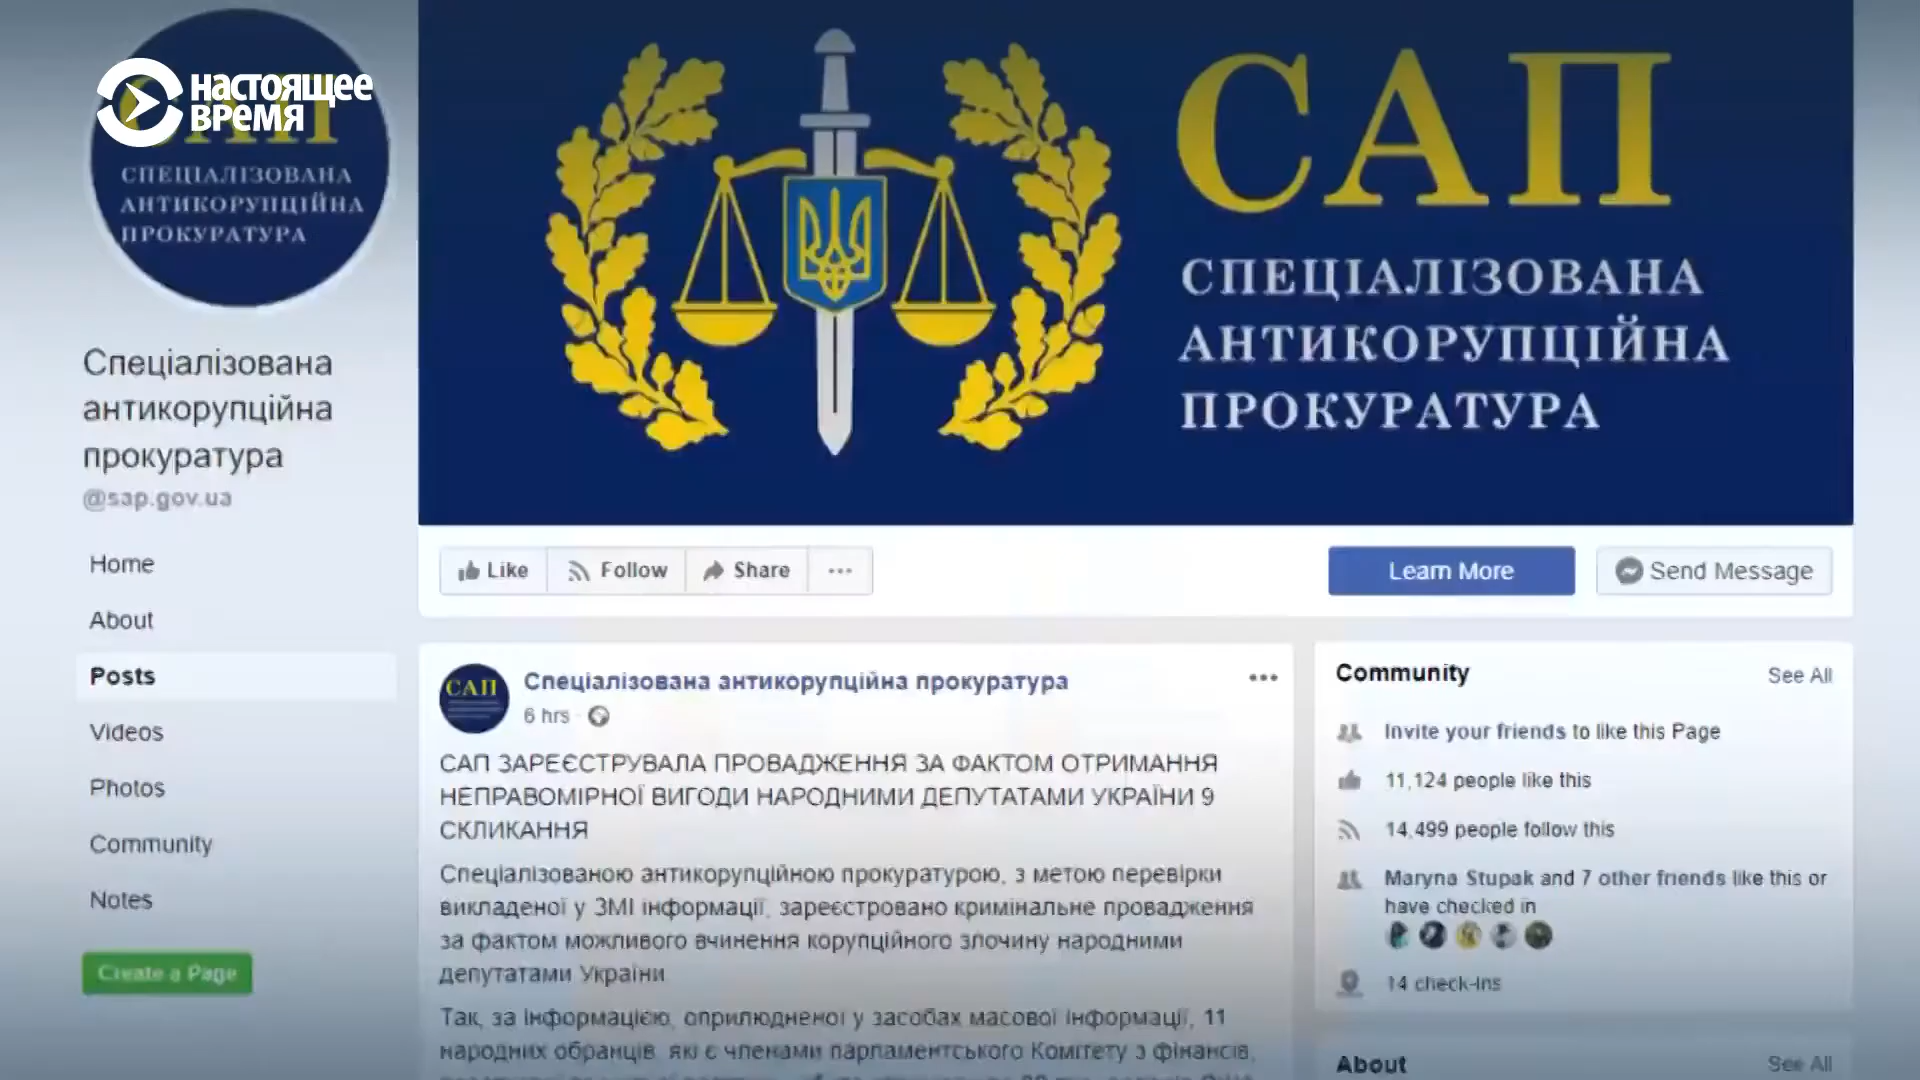 НАСТОЯЩЕЕ
ВРЕМЯ
СПЕЦІАЛІЗОВАНА
АНТИКОРУПЦІЙНА
ПРОКУРАТУРА
Спеціалізована
антикорупційна
прокуратура
@sap.gov.ua
Home
About
Posts
Videos
Photos
Community
Notes
Create a Page
САП
СПЕЦІАЛІЗОВАНА
АНТИКОРУПЦІЙНА
ПРОКУРАТУРА
Like
Follow
Share
Learn More
Send Message
САП
Спеціалізована антикорупційна прокуратура
6 hrs
САП ЗАРЕЄСТРУВАЛА ПРОВАДЖЕННЯ ЗА ФАКТОМ ОТРИМАННЯ
НЕПРАВОМІРНОЇ ВИГОДИ НАРОДНИМИ ДЕПУТАТАМИ УКРАЇНИ 9
СКЛИКАННЯ
Спеціалізованою антикорупційною прокуратурою, з метою перевірки
викладеної у ЗМІ інформації, зареєстровано кримінальне провадження
за фактом можливого вчинення корупційного злочину народними
депутатами України
Так, за інформацією, оприлюдненої у засобах масової інформації, 11
народних обранців, які є членами парламентського Комітету з фінансів,
Community
See All
Invite your friends to like this Page
11,124 people like this
14,499 people follow this
Maryna Stupak and 7 other friends like this or
have checked in
14 check-ins
About
See All